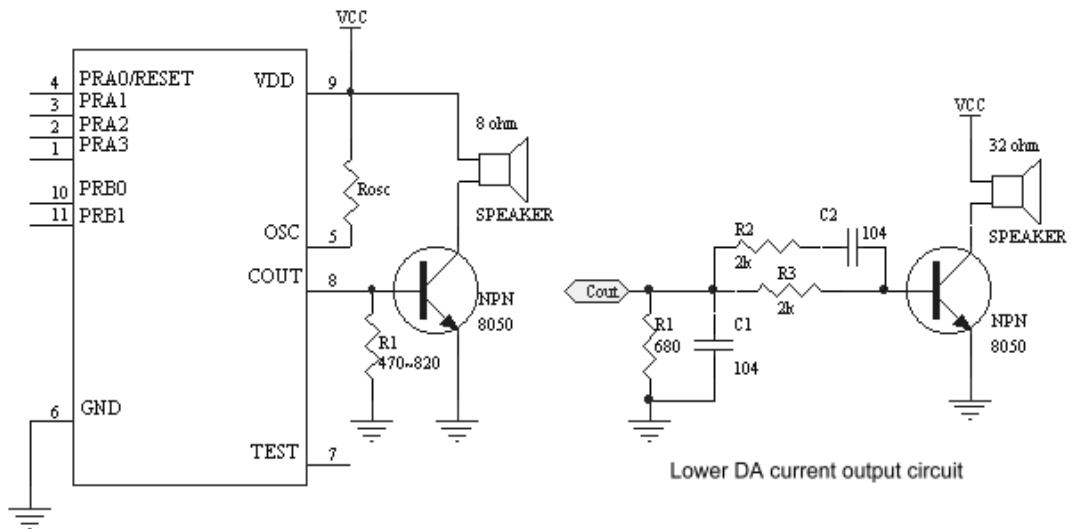 VCC
4 PRA0/RESET
3 PRA1
2 PRA2
1 PRA3
10 PRB0
11 PRB1
VDD 9
Rosc
OSC 5
COUT 8
R1
470~820
6 GND
TEST 7
8 ohm
SPEAKER
NPN
8050
Cout
R1
680
C1
104
R2
2k
C2
104
R3
2k
VCC
32 ohm
SPEAKER
NPN
8050
Lower DA current output circuit